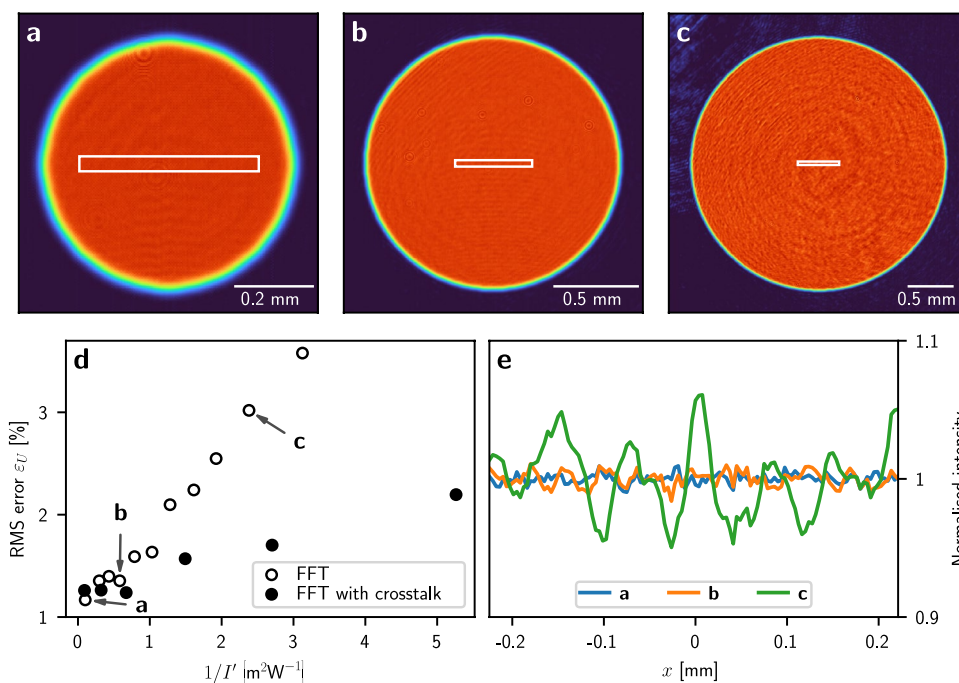 a
b
c
0.2 mm
0.5 mm
0.5 mm
d
RMS error ε_U [%]
3
2
1
b
a
c
FFT
FFT with crosstalk
0
1
2
3
4
5
1/I′ [m²W⁻¹]
e
1.1
1
0.9
Normalised intensity
a
b
c
-0.2
-0.1
0
0.1
0.2
x [mm]